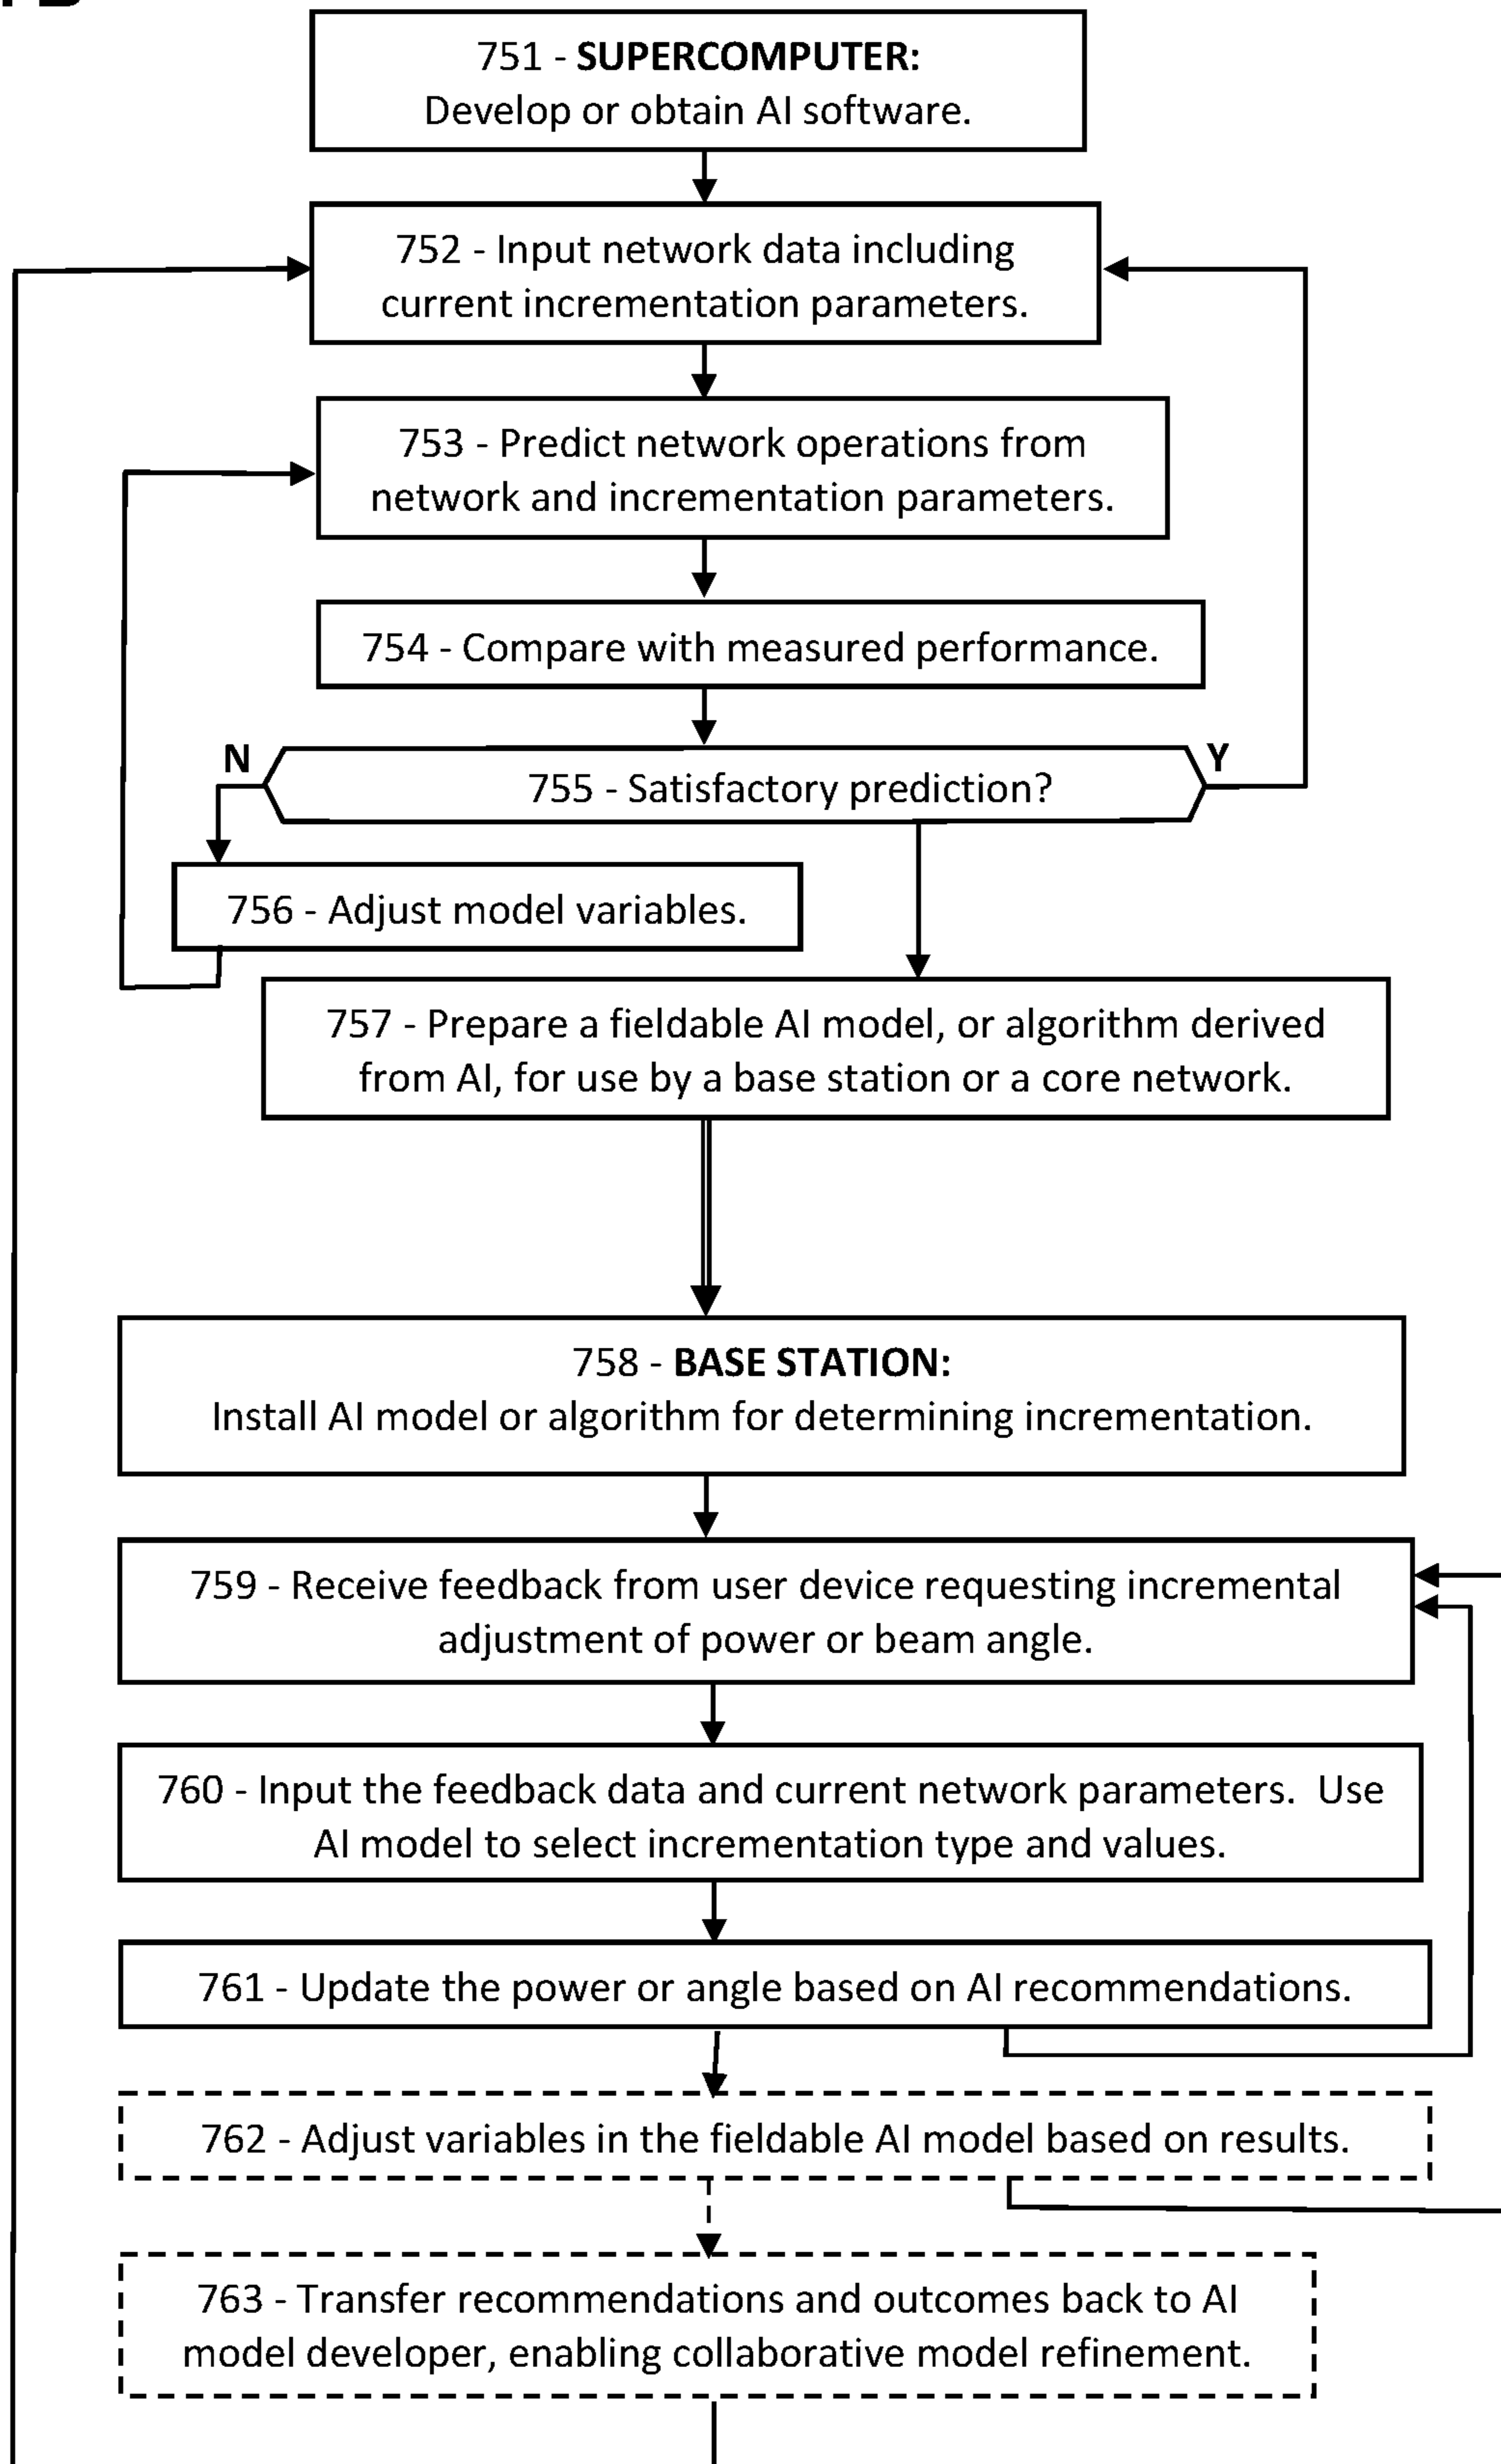 751 - SUPERCOMPUTER:
Develop or obtain AI software.
752 - Input network data including
current incrementation parameters.
753 - Predict network operations from
network and incrementation parameters.
754 - Compare with measured performance.
N
Y
755 - Satisfactory prediction?
756 - Adjust model variables.
757 - Prepare a fieldable AI model, or algorithm derived
from AI, for use by a base station or a core network.
758 - BASE STATION:
Install AI model or algorithm for determining incrementation.
759 - Receive feedback from user device requesting incremental
adjustment of power or beam angle.
760 - Input the feedback data and current network parameters.  Use
AI model to select incrementation type and values.
761 - Update the power or angle based on AI recommendations.
762 - Adjust variables in the fieldable AI model based on results.
763 - Transfer recommendations and outcomes back to AI
model developer, enabling collaborative model refinement.